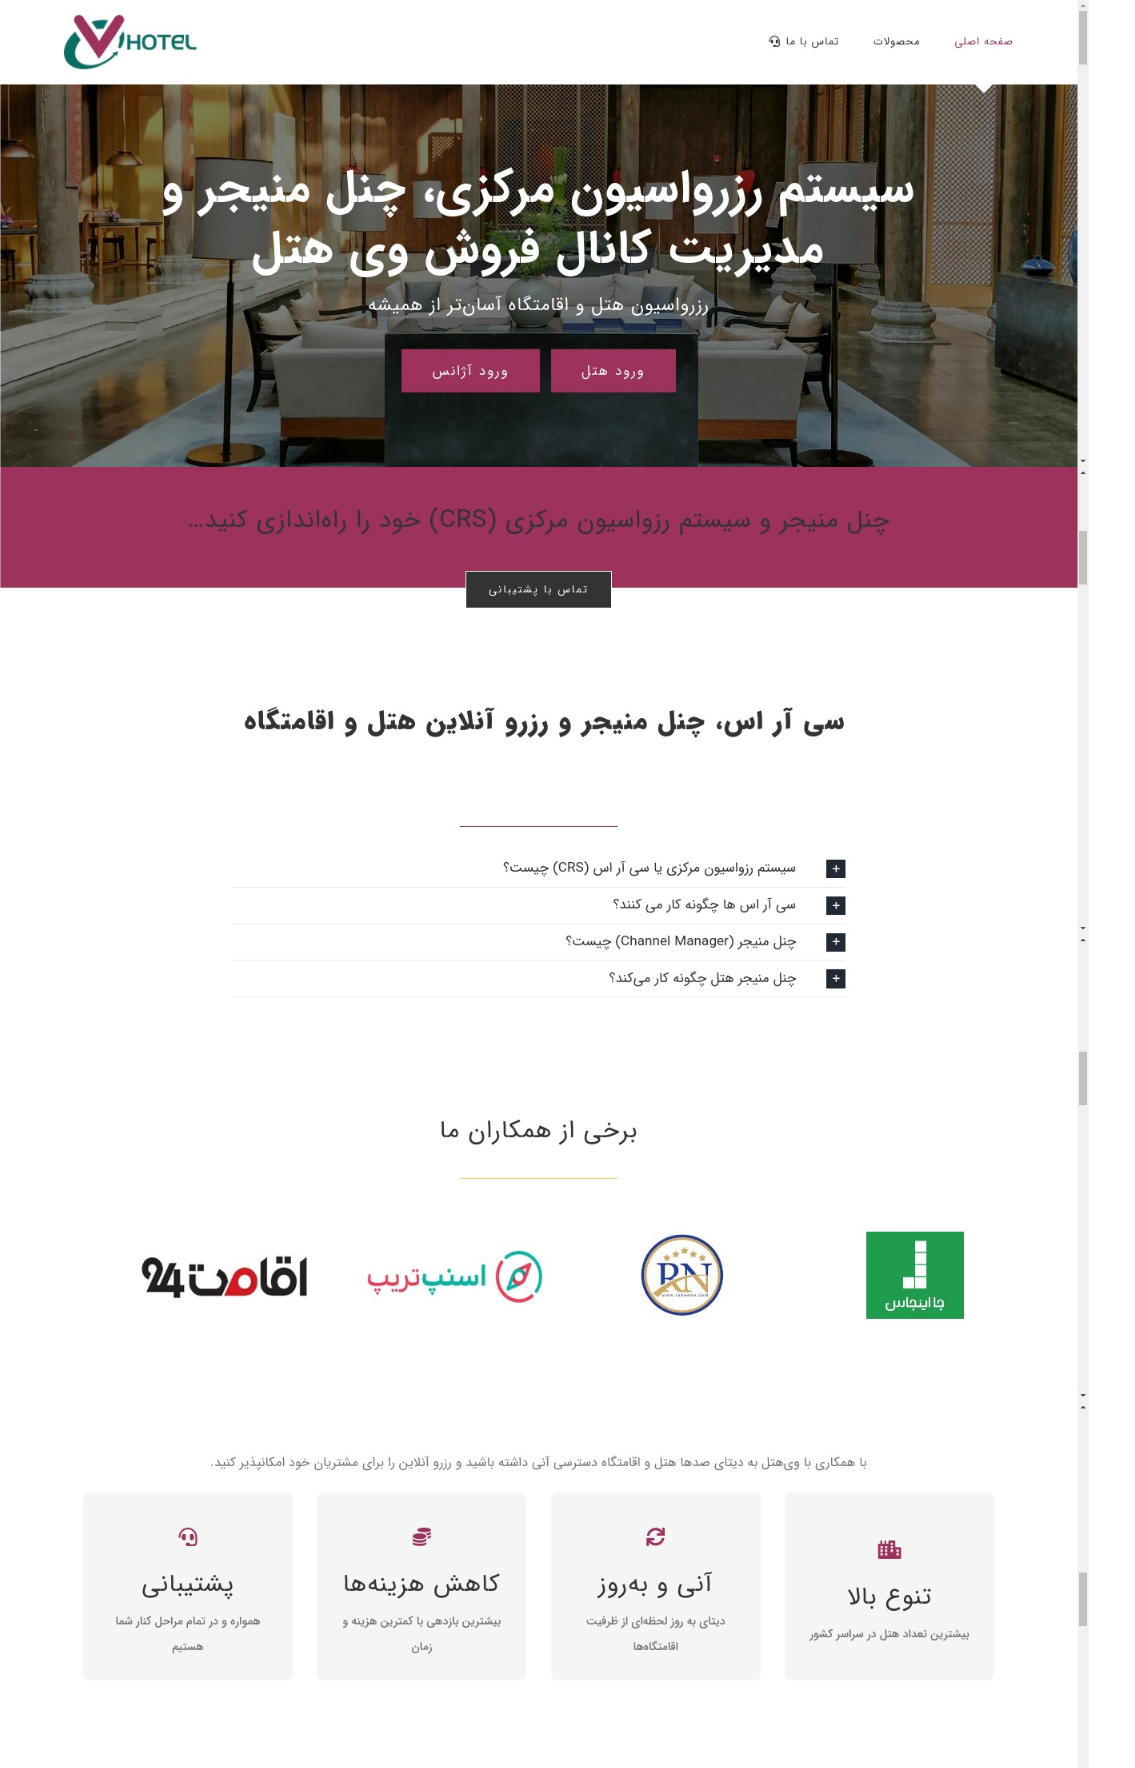 HOTEL
صفحه اصلی
محصولات
تماس با ما
سیستم رزرواسیون مرکزی، چنل منیجر و
مدیریت کانال فروش وی هتل
رزرواسیون هتل و اقامتگاه آسان‌تر از همیشه
ورود هتل
ورود آژانس
چنل منیجر و سیستم رزواسیون مرکزی (CRS) خود را راه‌اندازی کنید...
تماس با پشتیبانی
سی آر اس، چنل منیجر و رزرو آنلاین هتل و اقامتگاه
سیستم رزواسیون مرکزی یا سی آر اس (CRS) چیست؟
سی آر اس ها چگونه کار می کنند؟
چنل منیجر (Channel Manager) چیست؟
چنل منیجر هتل چگونه کار می‌کند؟
برخی از همکاران ما
جااینجاس
RN
اسنپ‌تریپ
اقامت24
با همکاری با وی‌هتل به دیتای صدها هتل و اقامتگاه دسترسی آنی داشته باشید و رزرو آنلاین را برای مشتریان خود امکانپذیر کنید.
تنوع بالا
بیشترین تعداد هتل در سراسر کشور
آنی و به‌روز
دیتای به روز لحظه‌ای از ظرفیت
اقامتگاه‌ها
کاهش هزینه‌ها
بیشترین بازدهی با کمترین هزینه و
زمان
پشتیبانی
همواره و در تمام مراحل کنار شما
هستیم